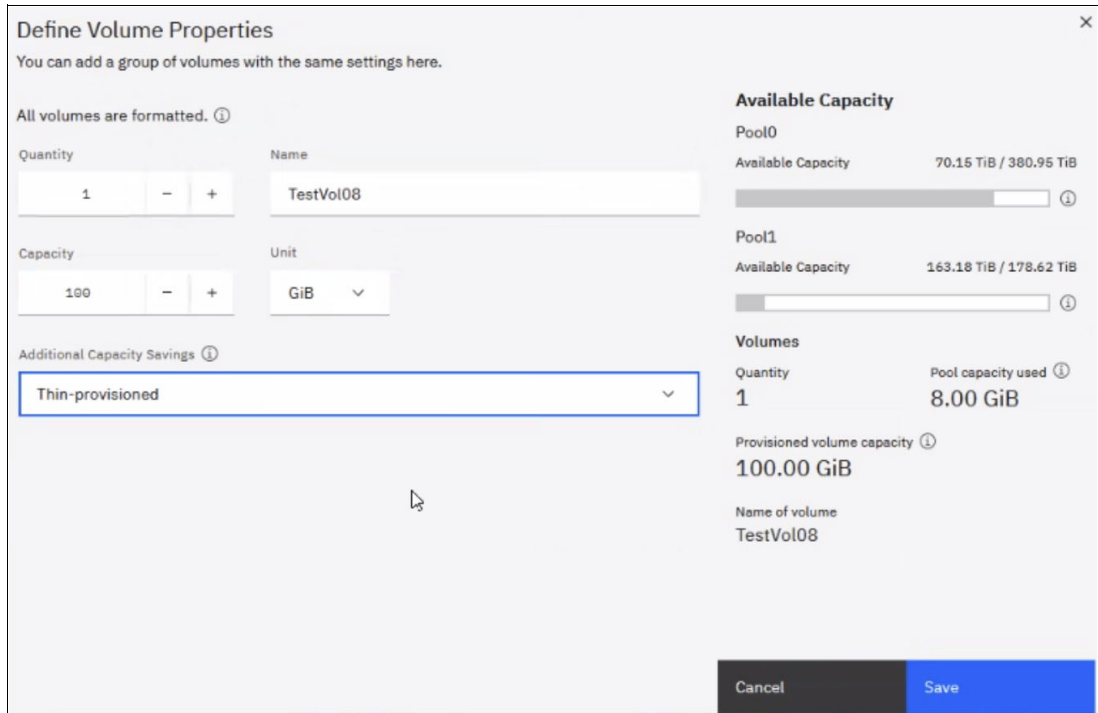 Define Volume Properties
You can add a group of volumes with the same settings here.
All volumes are formatted.
Quantity
Name
1
TestVol08
Capacity
Unit
100
GiB
Additional Capacity Savings
Thin-provisioned
Available Capacity
Pool0
Available Capacity 70.15 TiB / 380.95 TiB
Pool1
Available Capacity 163.18 TiB / 178.62 TiB
Volumes
Quantity
Pool capacity used
1
8.00 GiB
Provisioned volume capacity
100.00 GiB
Name of volume
TestVol08
Cancel
Save